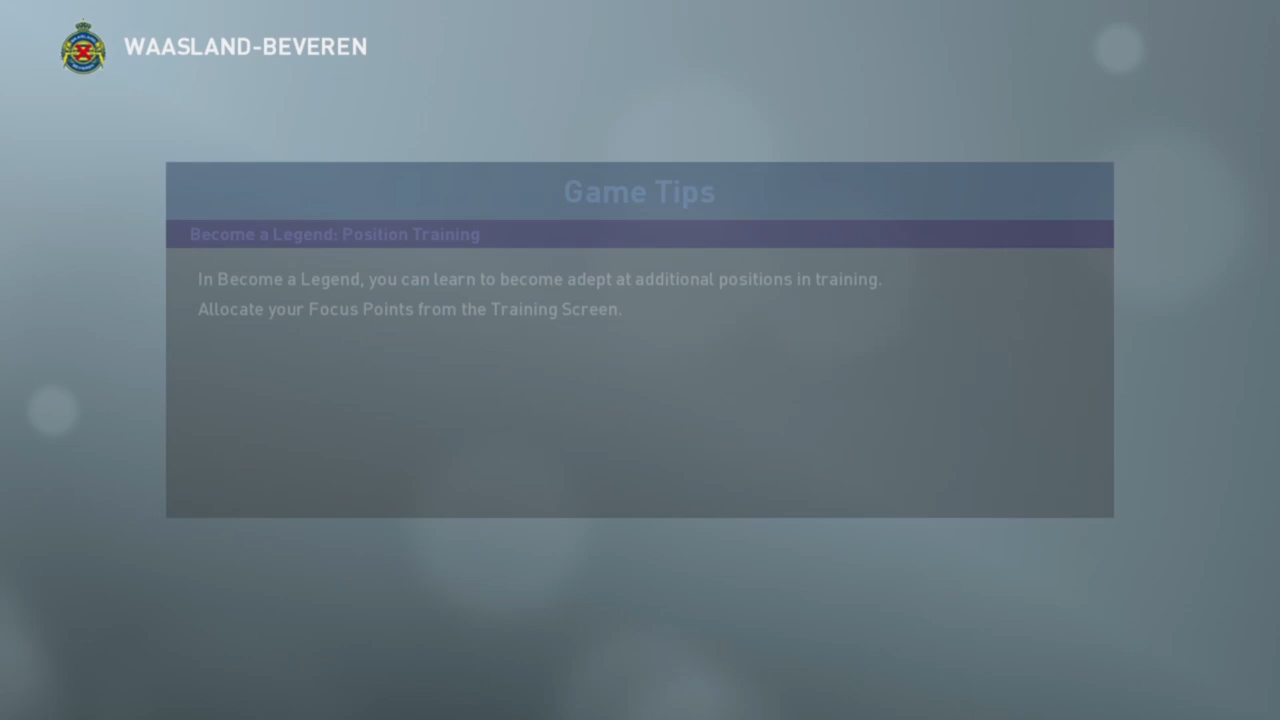 WAASLAND-BEVEREN
Game Tips
Become a Legend: Position Training
In Become a Legend, you can learn to become adept at additional positions in training.
Allocate your Focus Points from the Training Screen.